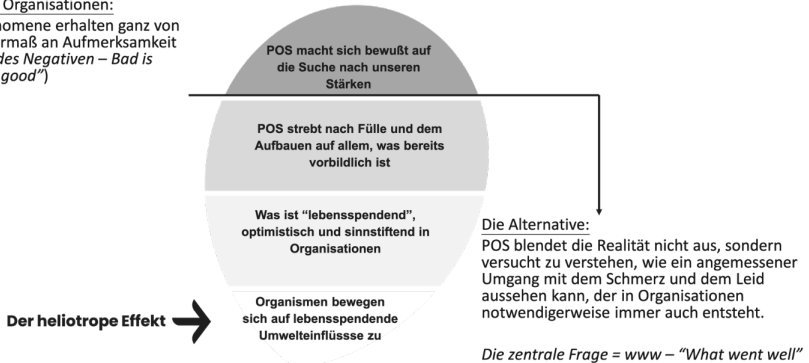 Organisationen:
nomene erhalten ganz von
rmaß an Aufmerksamkeit
des Negativen – Bad is
good")
POS macht sich bewußt auf
die Suche nach unseren
Stärken
POS strebt nach Fülle und dem
Aufbauen auf allem, was bereits
vorbildlich ist
Was ist “lebensspendend”,
optimistisch und sinnstiftend in
Organisationen
Die Alternative:
POS blendet die Realität nicht aus, sondern
versucht zu verstehen, wie ein angemessener
Umgang mit dem Schmerz und dem Leid
aussehen kann, der in Organisationen
notwendigerweise immer auch entsteht.
Die zentrale Frage = www – “What went well”
Der heliotrope Effekt
Organismen bewegen
sich auf lebensspendende
Umwelteinflüssse zu